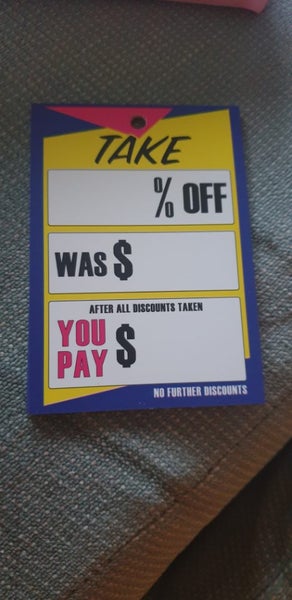 TAKE
% OFF
WAS $
AFTER ALL DISCOUNTS TAKEN
YOU
PAY $
NO FURTHER DISCOUNTS